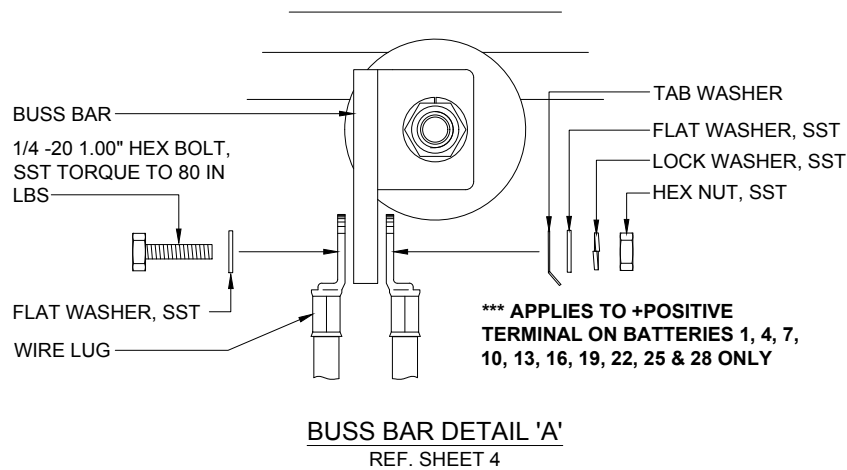 BUSS BAR
1/4 -20 1.00" HEX BOLT,
SST TORQUE TO 80 IN
LBS
FLAT WASHER, SST
WIRE LUG
TAB WASHER
FLAT WASHER, SST
LOCK WASHER, SST
HEX NUT, SST
*** APPLIES TO +POSITIVE
TERMINAL ON BATTERIES 1, 4, 7,
10, 13, 16, 19, 22, 25 & 28 ONLY
BUSS BAR DETAIL 'A'
REF. SHEET 4